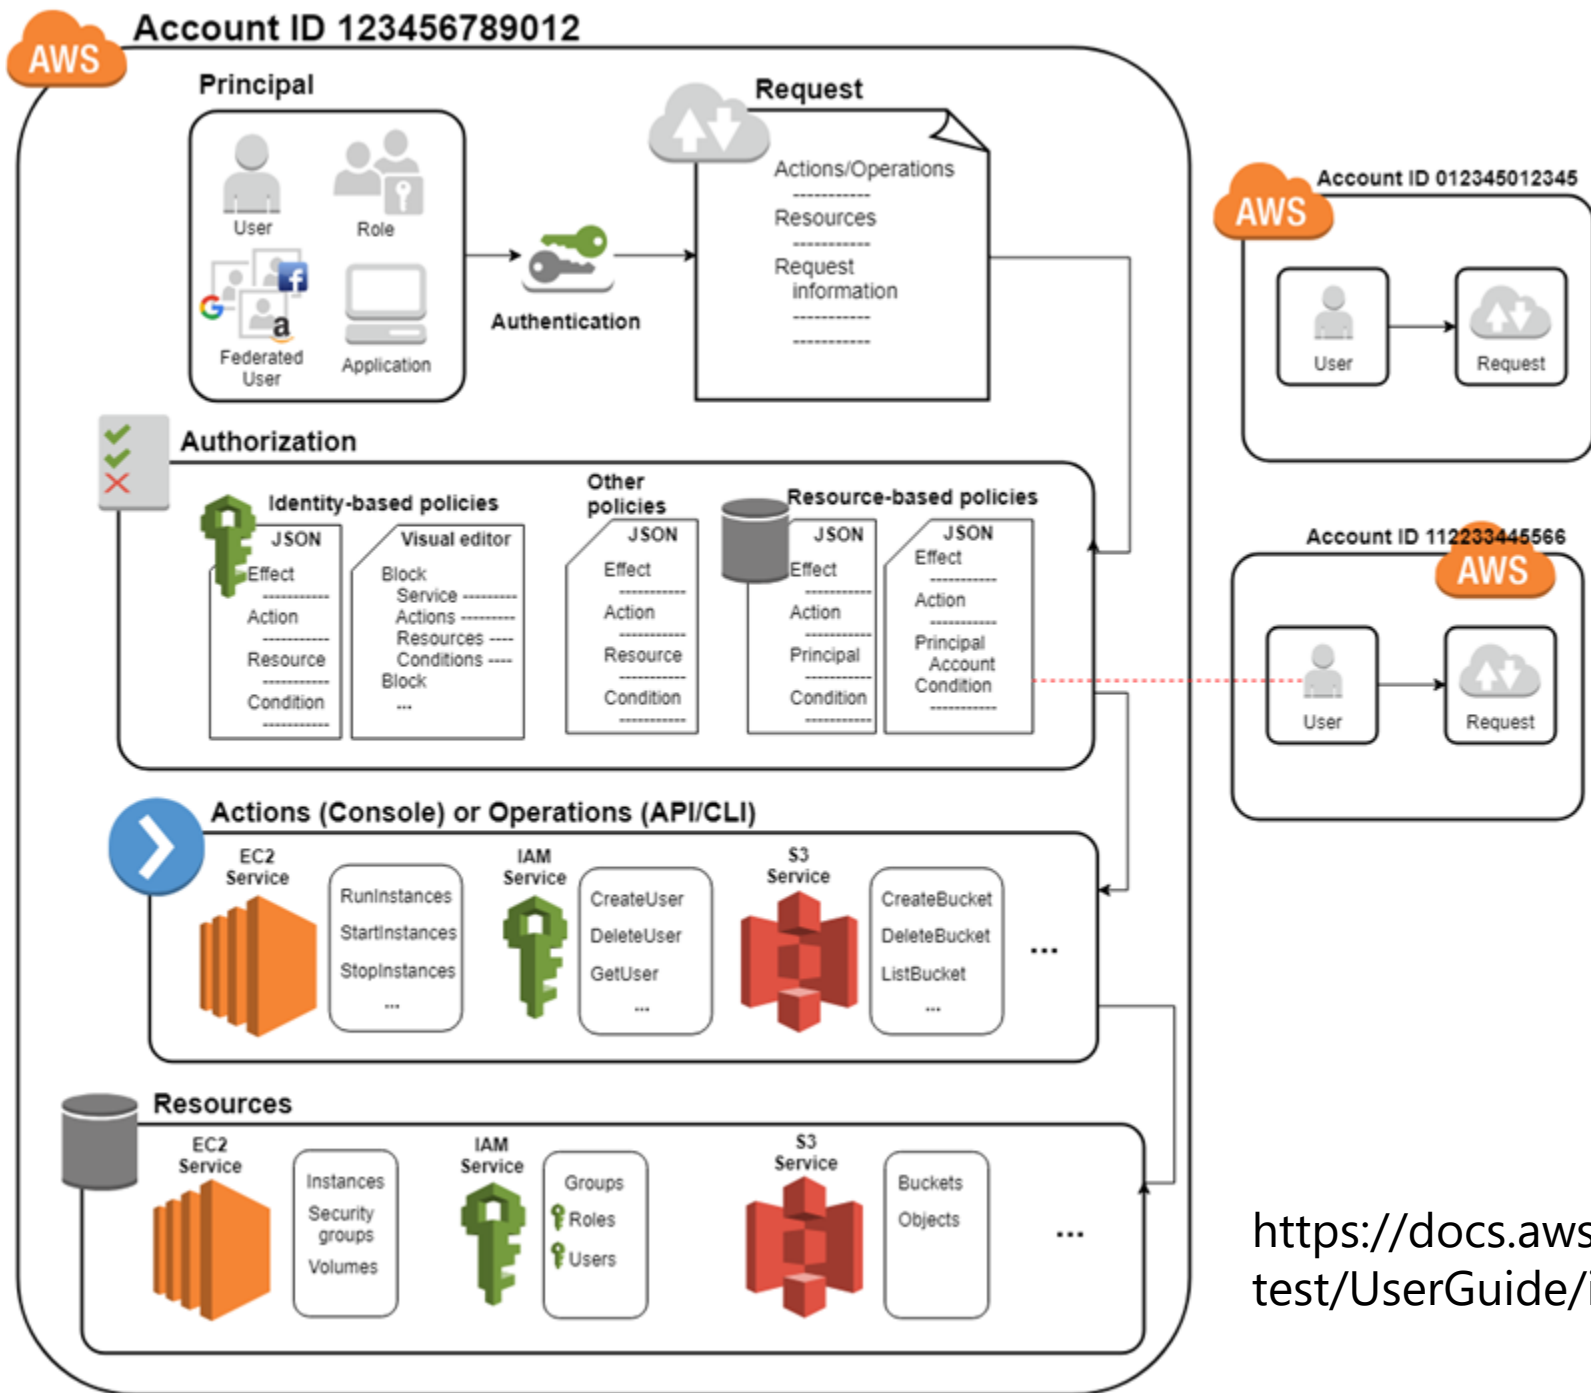 AWS
Account ID 123456789012
Principal
User
Role
Federated
User
Application
Authentication
Request
Actions/Operations
-----------
Resources
-----------
Request
information
-----------
-----------
AWS
Account ID 012345012345
User
Request
Account ID 112233445566
AWS
User
Request
Authorization
Identity-based policies
JSON
Effect
-----------
Action
-----------
Resource
-----------
Condition
-----------
Visual editor
Block
Service ---------
Actions ---------
Resources ----
Conditions ----
Block
...
Other
policies
JSON
Effect
-----------
Action
-----------
Resource
-----------
Condition
-----------
Resource-based policies
JSON
Effect
-----------
Action
-----------
Principal
-----------
Condition
-----------
JSON
Effect
-----------
Action
-----------
Principal
Account
Condition
-----------
Actions (Console) or Operations (API/CLI)
EC2
Service
RunInstances
StartInstances
StopInstances
...
IAM
Service
CreateUser
DeleteUser
GetUser
...
S3
Service
CreateBucket
DeleteBucket
ListBucket
...
...
Resources
EC2
Service
Instances
Security
groups
Volumes
IAM
Service
Groups
Roles
Users
S3
Service
Buckets
Objects
...
https://docs.aws
test/UserGuide/i